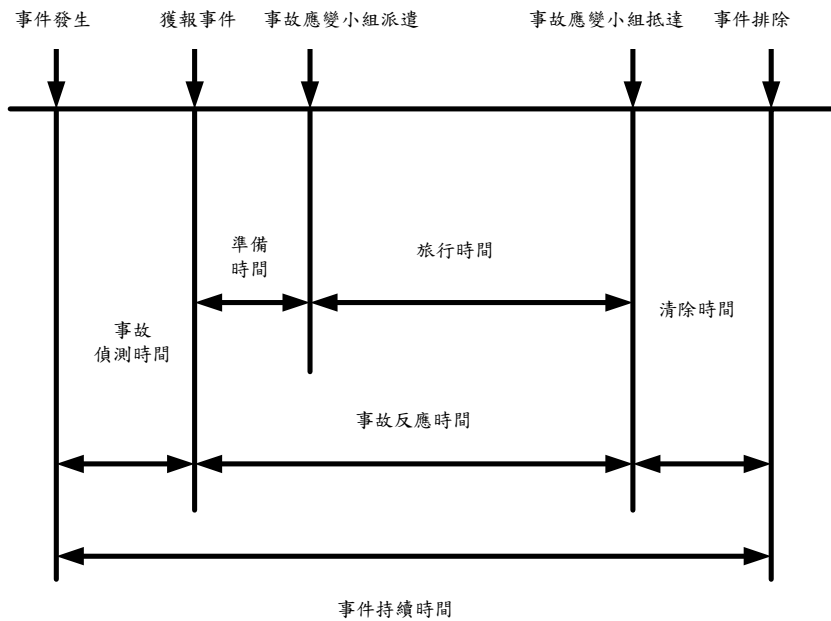 事件發生
獲報事件
事故應變小組派遣
事故應變小組抵達
事件排除
準備
時間
旅行時間
清除時間
事故
偵測時間
事故反應時間
事件持續時間